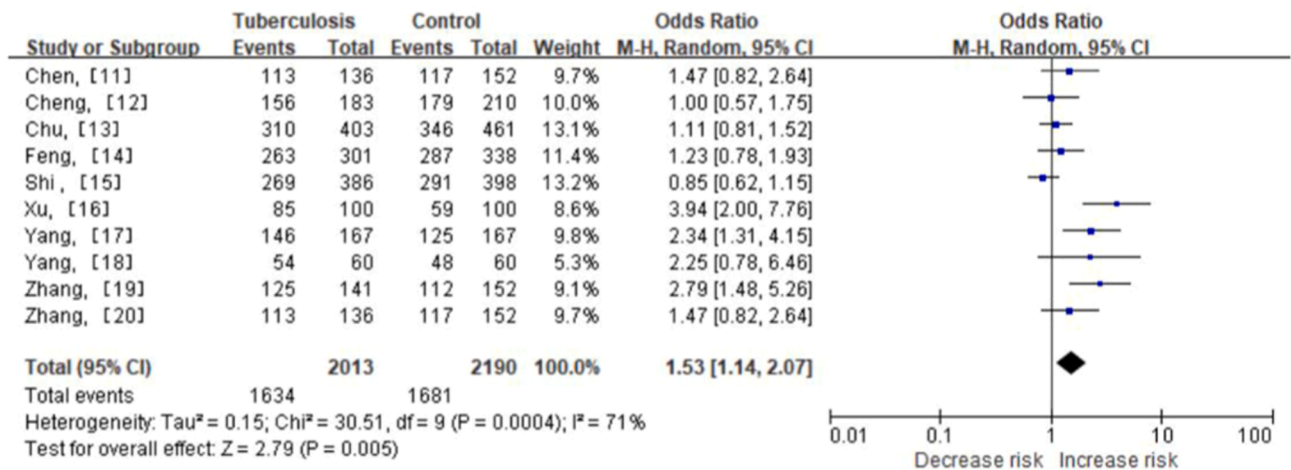 Tuberculosis Control Odds Ratio Odds Ratio
Study or Subgroup Events Total Events Total Weight M-H, Random, 95% CI M-H, Random, 95% CI
Chen, [11] 113 136 117 152 9.7% 1.47 [0.82, 2.64]
Cheng, [12] 156 183 179 210 10.0% 1.00 [0.57, 1.75]
Chu, [13] 310 403 346 461 13.1% 1.11 [0.81, 1.52]
Feng, [14] 263 301 287 338 11.4% 1.23 [0.78, 1.93]
Shi , [15] 269 386 291 398 13.2% 0.85 [0.62, 1.15]
Xu, [16] 85 100 59 100 8.6% 3.94 [2.00, 7.76]
Yang, [17] 146 167 125 167 9.8% 2.34 [1.31, 4.15]
Yang, [18] 54 60 48 60 5.3% 2.25 [0.78, 6.46]
Zhang, [19] 125 141 112 152 9.1% 2.79 [1.48, 5.26]
Zhang, [20] 113 136 117 152 9.7% 1.47 [0.82, 2.64]
Total (95% CI) 2013 2190 100.0% 1.53 [1.14, 2.07]
Total events 1634 1681
Heterogeneity: Tau² = 0.15; Chi² = 30.51, df = 9 (P = 0.0004); I² = 71%
Test for overall effect: Z = 2.79 (P = 0.005)
0.01 0.1 1 10 100
Decrease risk Increase risk